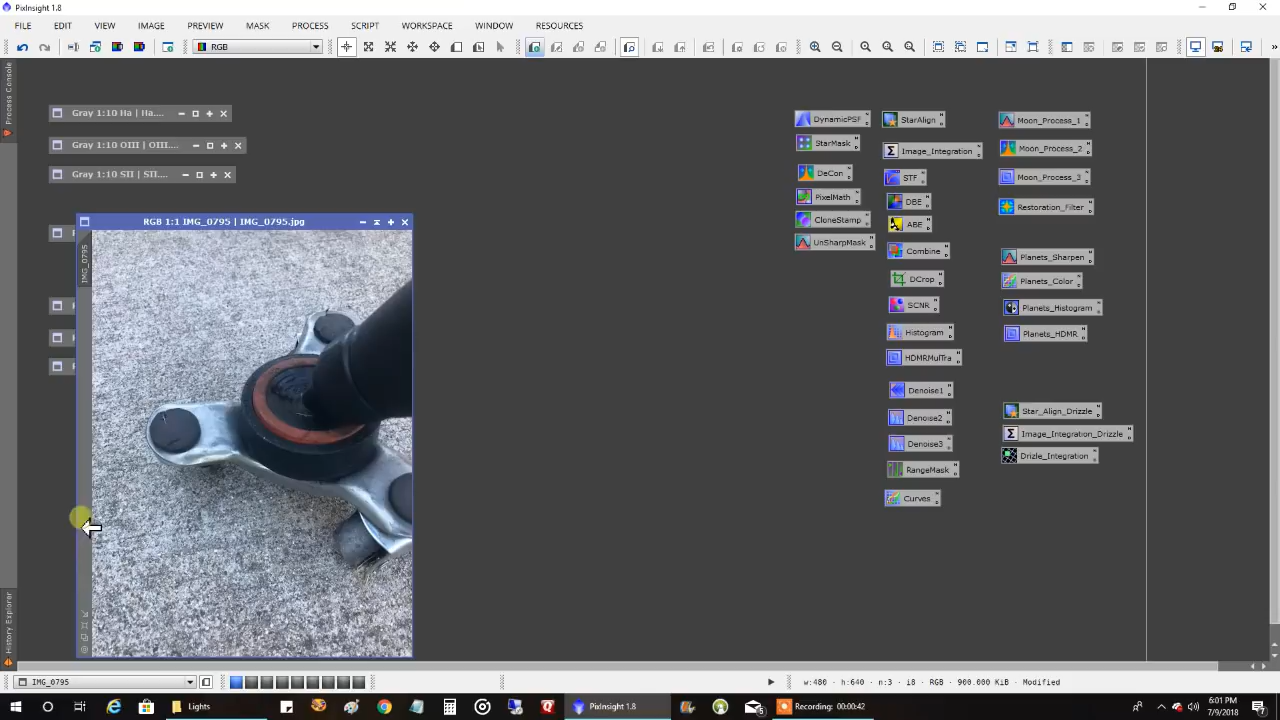 PixInsight 1.8
FILE EDIT VIEW IMAGE PREVIEW MASK PROCESS SCRIPT WORKSPACE WINDOW RESOURCES
RGB
Process Console
Gray 1:10 Ha | Ha....
Gray 1:10 OIII | OIII....
Gray 1:10 SII | SII....
RGB 1:1 IMG_0795 | IMG_0795.jpg
IMG_0795
DynamicPSF
StarMask
DeCon
PixelMath
CloneStamp
UnSharpMask
StarAlign
Image_Integration
STF
DBE
ABE
Combine
DCrop
SCNR
Histogram
HDMRMulTra
Denoise1
Denoise2
Denoise3
RangeMask
Curves
Moon_Process_1
Moon_Process_2
Moon_Process_3
Restoration_Filter
Planets_Sharpen
Planets_Color
Planets_Histogram
Planets_HDMR
Star_Align_Drizzle
Image_Integration_Drizzle
Drizle_Integration
History Explorer
IMG_0795
w:480 · h:640 · n:3 · i8 · RGB · 900.000 KiB · Modified
Lights
PixInsight 1.8
Recording: 00:00:42
6:01 PM
7/9/2018